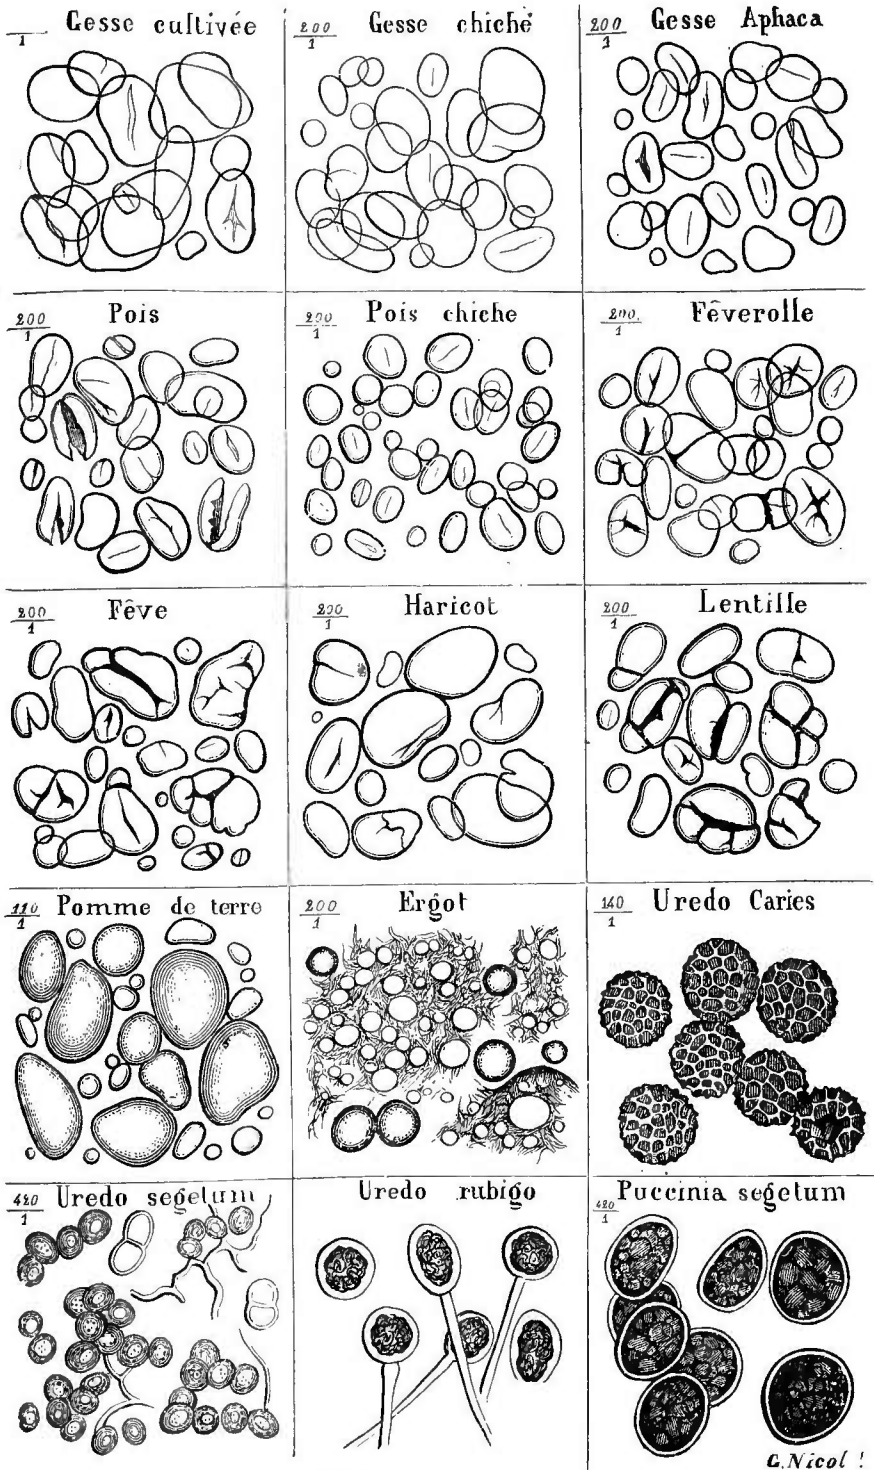 1 Gesse cultivée
200/1 Gesse chiche
200/1 Gesse Aphaca
200/1 Pois
200/1 Pois chiche
200/1 Fêverolle
200/1 Fêve
200/1 Haricot
200/1 Lentille
110/1 Pomme de terre
200/1 Ergot
140/1 Uredo Caries
420/1 Uredo segetum
Uredo rubigo
420/1 Puccinia segetum
G. Nicol !